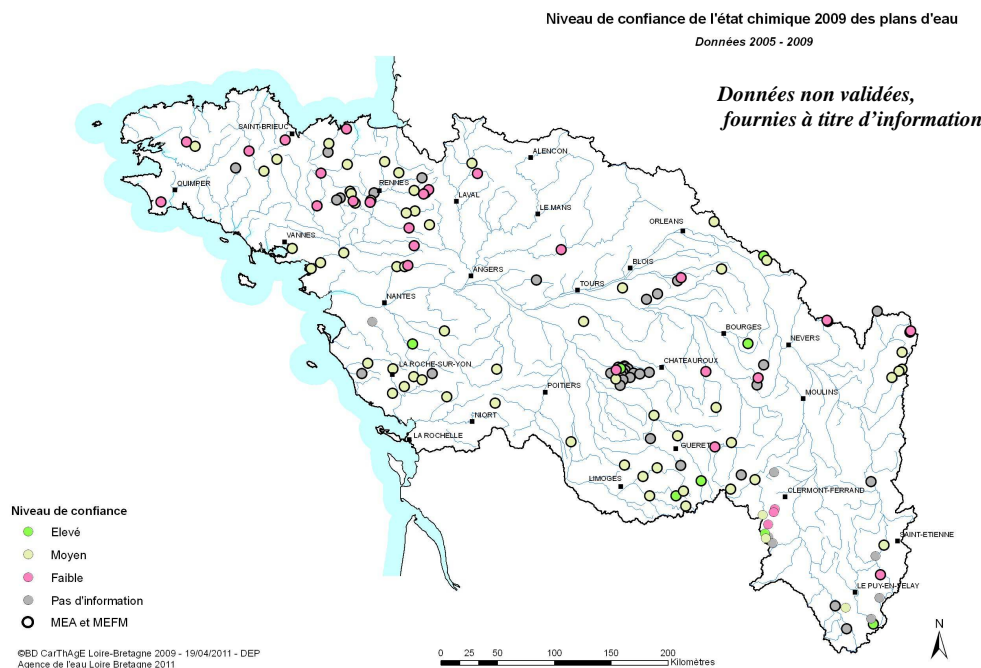 Niveau de confiance de l'état chimique 2009 des plans d'eau
Données 2005 - 2009
Données non validées,
fournies à titre d'information
SAINT-BRIEUC
ALENCON
QUIMPER
RENNES
LAVAL
LE MANS
ORLEANS
VANNES
BLOIS
ANGERS
TOURS
NANTES
BOURGES
NEVERS
LA ROCHE-SUR-YON
CHATEAUROUX
POITIERS
MOULINS
NIORT
LA ROCHELLE
GUERET
LIMOGES
CLERMONT-FERRAND
Niveau de confiance
Elevé
Moyen
SAINT-ETIENNE
Faible
LE PUY-EN-VELAY
Pas d'information
MEA et MEFM
N
©BD CarThAgE Loire-Bretagne 2009 - 19/04/2011 - DEP
Agence de l'eau Loire Bretagne 2011
0 25 50 100 150 200 Kilomètres